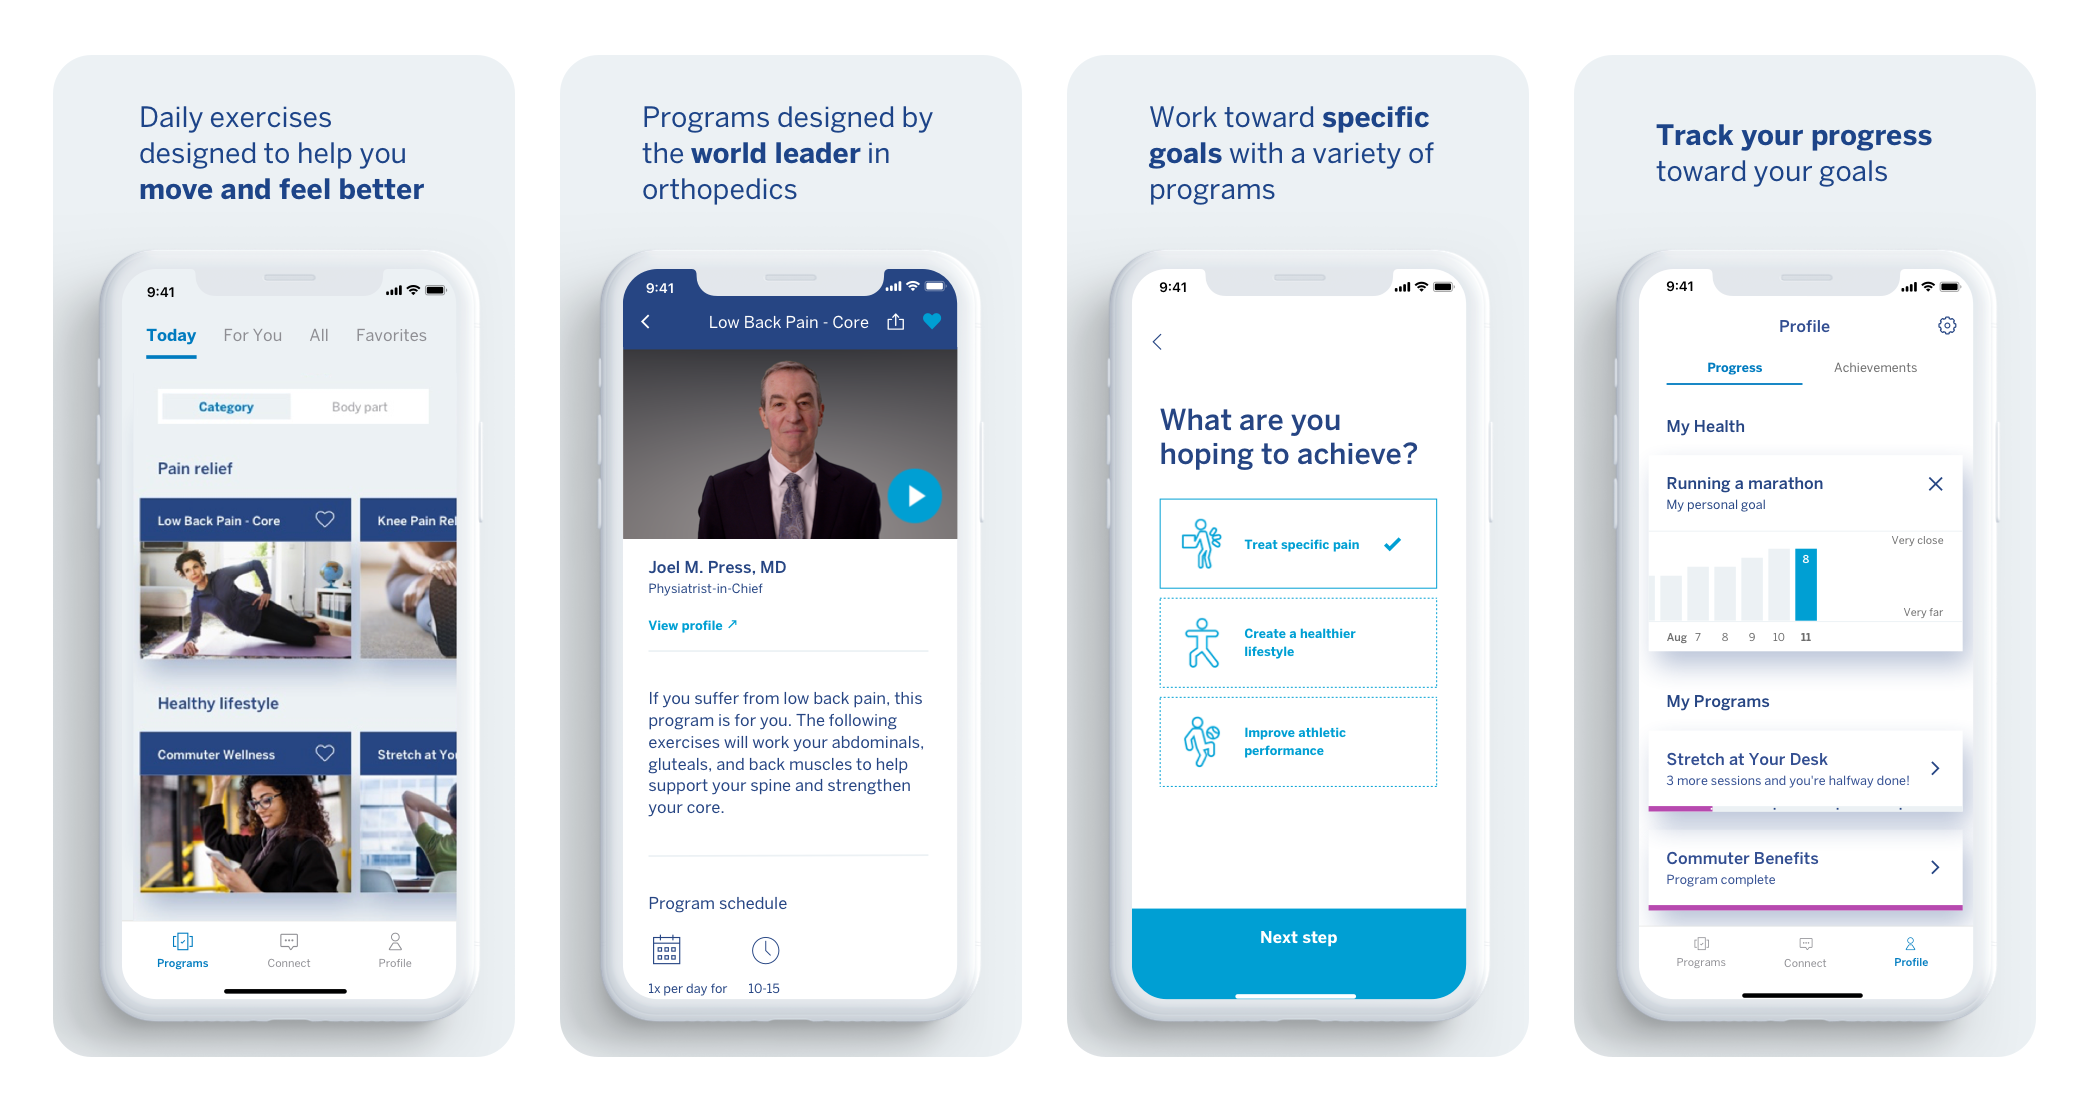 Daily exercises
designed to help you
move and feel better
9:41
Today For You All Favorites
Category Body part
Pain relief
Low Back Pain - Core Knee Pain Rel
Healthy lifestyle
Commuter Wellness Stretch at You
Programs Connect Profile
Programs designed by
the world leader in
orthopedics
9:41
Low Back Pain - Core
Joel M. Press, MD
Physiatrist-in-Chief
View profile ↗
If you suffer from low back pain, this
program is for you. The following
exercises will work your abdominals,
gluteals, and back muscles to help
support your spine and strengthen
your core.
Program schedule
1x per day for 10-15
Work toward specific
goals with a variety of
programs
9:41
What are you
hoping to achieve?
Treat specific pain
Create a healthier
lifestyle
Improve athletic
performance
Next step
Track your progress
toward your goals
9:41
Profile
Progress Achievements
My Health
Running a marathon
My personal goal
Very close
8
Very far
Aug 7 8 9 10 11
My Programs
Stretch at Your Desk
3 more sessions and you're halfway done!
Commuter Benefits
Program complete
Programs Connect Profile